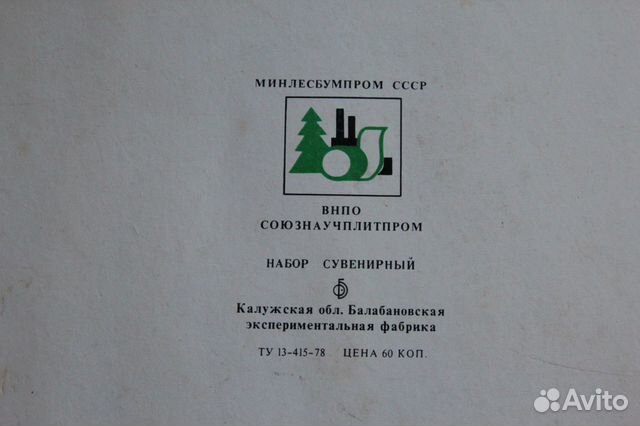 МИНЛЕСБУМПРОМ СССР
ВНПО
СОЮЗНАУЧПЛИТПРОМ
НАБОР СУВЕНИРНЫЙ
Калужская обл. Балабановская
экспериментальная фабрика
ТУ 13-415-78 ЦЕНА 60 КОП.
Avito